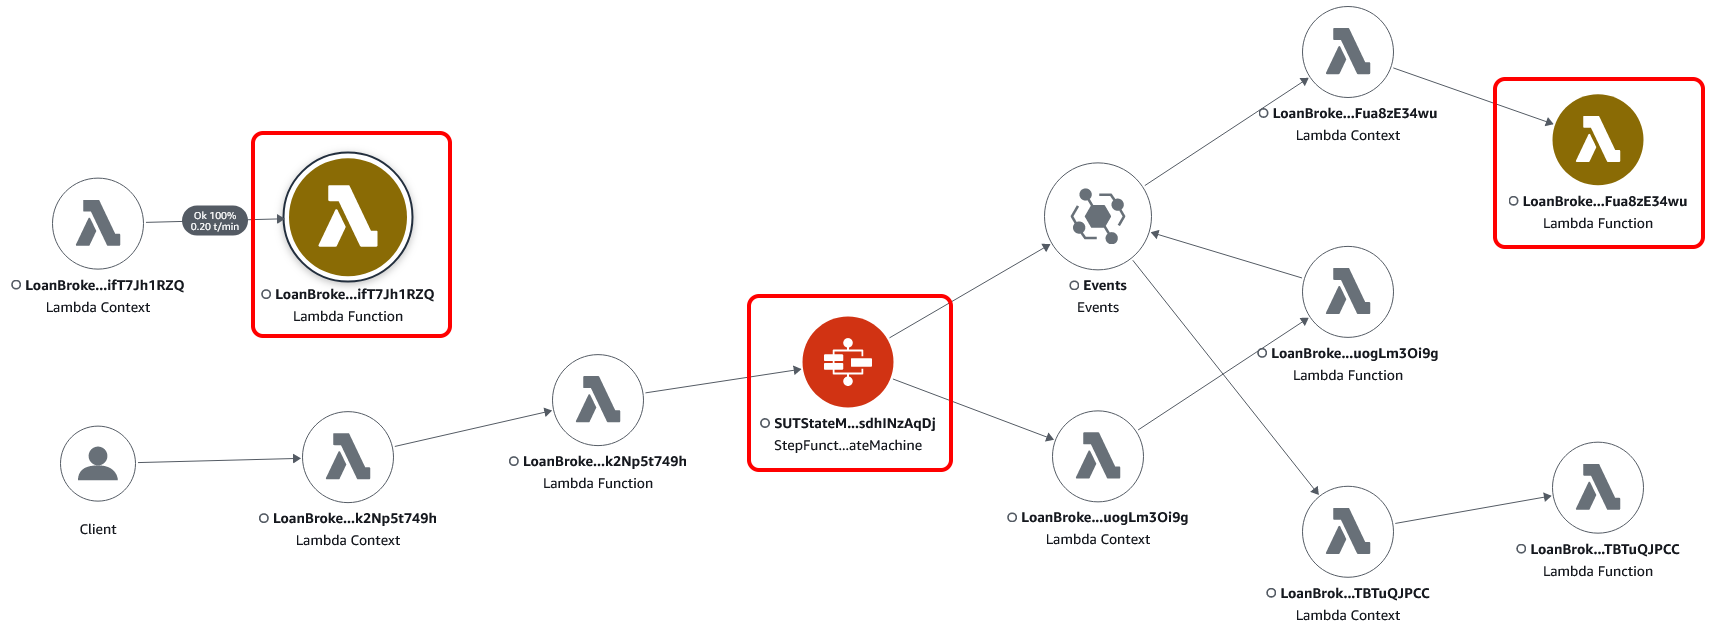 LoanBroke...Fua8zE34wu
Lambda Context
LoanBroke...Fua8zE34wu
Lambda Function
Ok 100%
0.20 t/min
LoanBroke...ifT7Jh1RZQ
Lambda Context
LoanBroke...ifT7Jh1RZQ
Lambda Function
Events
Events
LoanBroke...uogLm3Oi9g
Lambda Function
SUTStateM...sdhINzAqDj
StepFunct...ateMachine
LoanBroke...k2Np5t749h
Lambda Function
Client
LoanBroke...k2Np5t749h
Lambda Context
LoanBroke...uogLm3Oi9g
Lambda Context
LoanBrok...TBTuQJPCC
Lambda Function
LoanBrok...TBTuQJPCC
Lambda Context